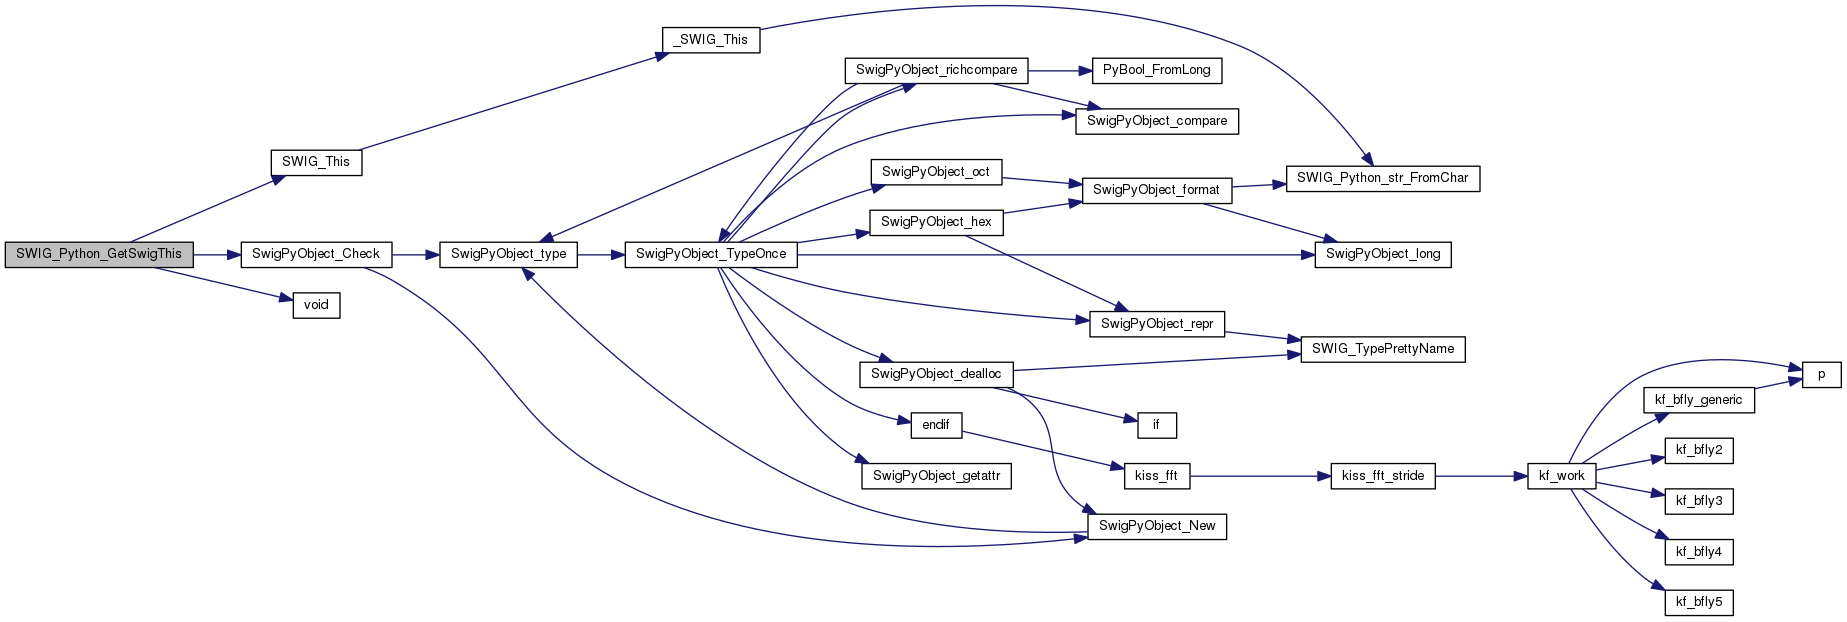 _SWIG_This
SwigPyObject_richcompare
PyBool_FromLong
SwigPyObject_compare
SWIG_This
SwigPyObject_oct
SwigPyObject_format
SWIG_Python_str_FromChar
SwigPyObject_hex
SWIG_Python_GetSwigThis
SwigPyObject_Check
SwigPyObject_type
SwigPyObject_TypeOnce
SwigPyObject_long
void
SwigPyObject_repr
SWIG_TypePrettyName
SwigPyObject_dealloc
p
kf_bfly_generic
endif
if
kf_bfly2
SwigPyObject_getattr
kiss_fft
kiss_fft_stride
kf_work
kf_bfly3
SwigPyObject_New
kf_bfly4
kf_bfly5